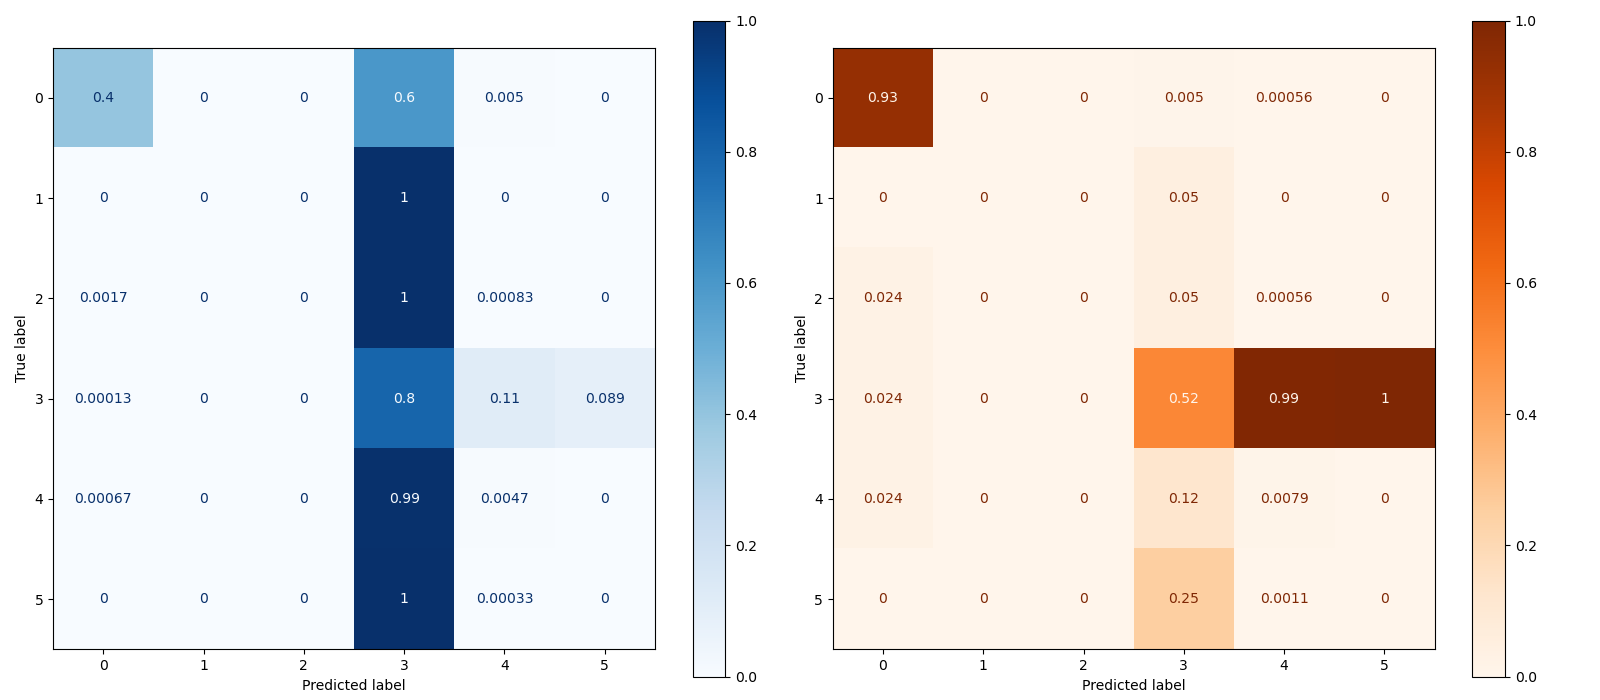 0 0.4 0 0 0.6 0.005 0
1 0 0 0 1 0 0
2 0.0017 0 0 1 0.00083 0
3 0.00013 0 0 0.8 0.11 0.089
4 0.00067 0 0 0.99 0.0047 0
5 0 0 0 1 0.00033 0
0 1 2 3 4 5
Predicted label
True label
1.0
0.8
0.6
0.4
0.2
0.0
0 0.93 0 0 0.005 0.00056 0
1 0 0 0 0.05 0 0
2 0.024 0 0 0.05 0.00056 0
3 0.024 0 0 0.52 0.99 1
4 0.024 0 0 0.12 0.0079 0
5 0 0 0 0.25 0.0011 0
0 1 2 3 4 5
Predicted label
True label
1.0
0.8
0.6
0.4
0.2
0.0